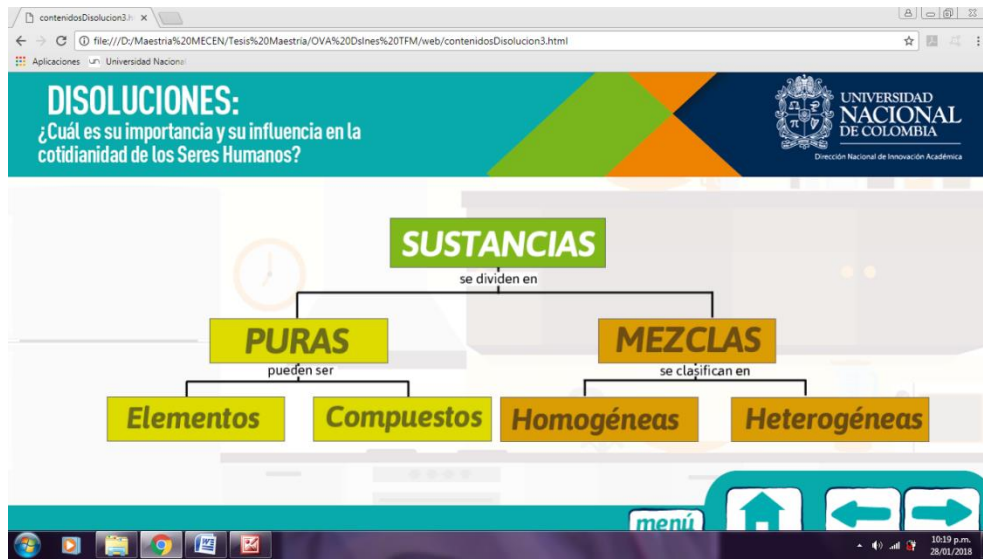 contenidosDisolucion3.h
file:///D:/Maestria%20MECEN/Tesis%20Maestria/OVA%20DsInes%20TFM/web/contenidosDisolucion3.html
Aplicaciones
Universidad Nacional
DISOLUCIONES:
¿Cuál es su importancia y su influencia en la
cotidianidad de los Seres Humanos?
UNIVERSIDAD
NACIONAL
DE COLOMBIA
Dirección Nacional de Innovación Académica
SUSTANCIAS
se dividen en
PURAS
MEZCLAS
pueden ser
se clasifican en
Elementos
Compuestos
Homogéneas
Heterogéneas
menú
10:19 p.m.
28/01/2018